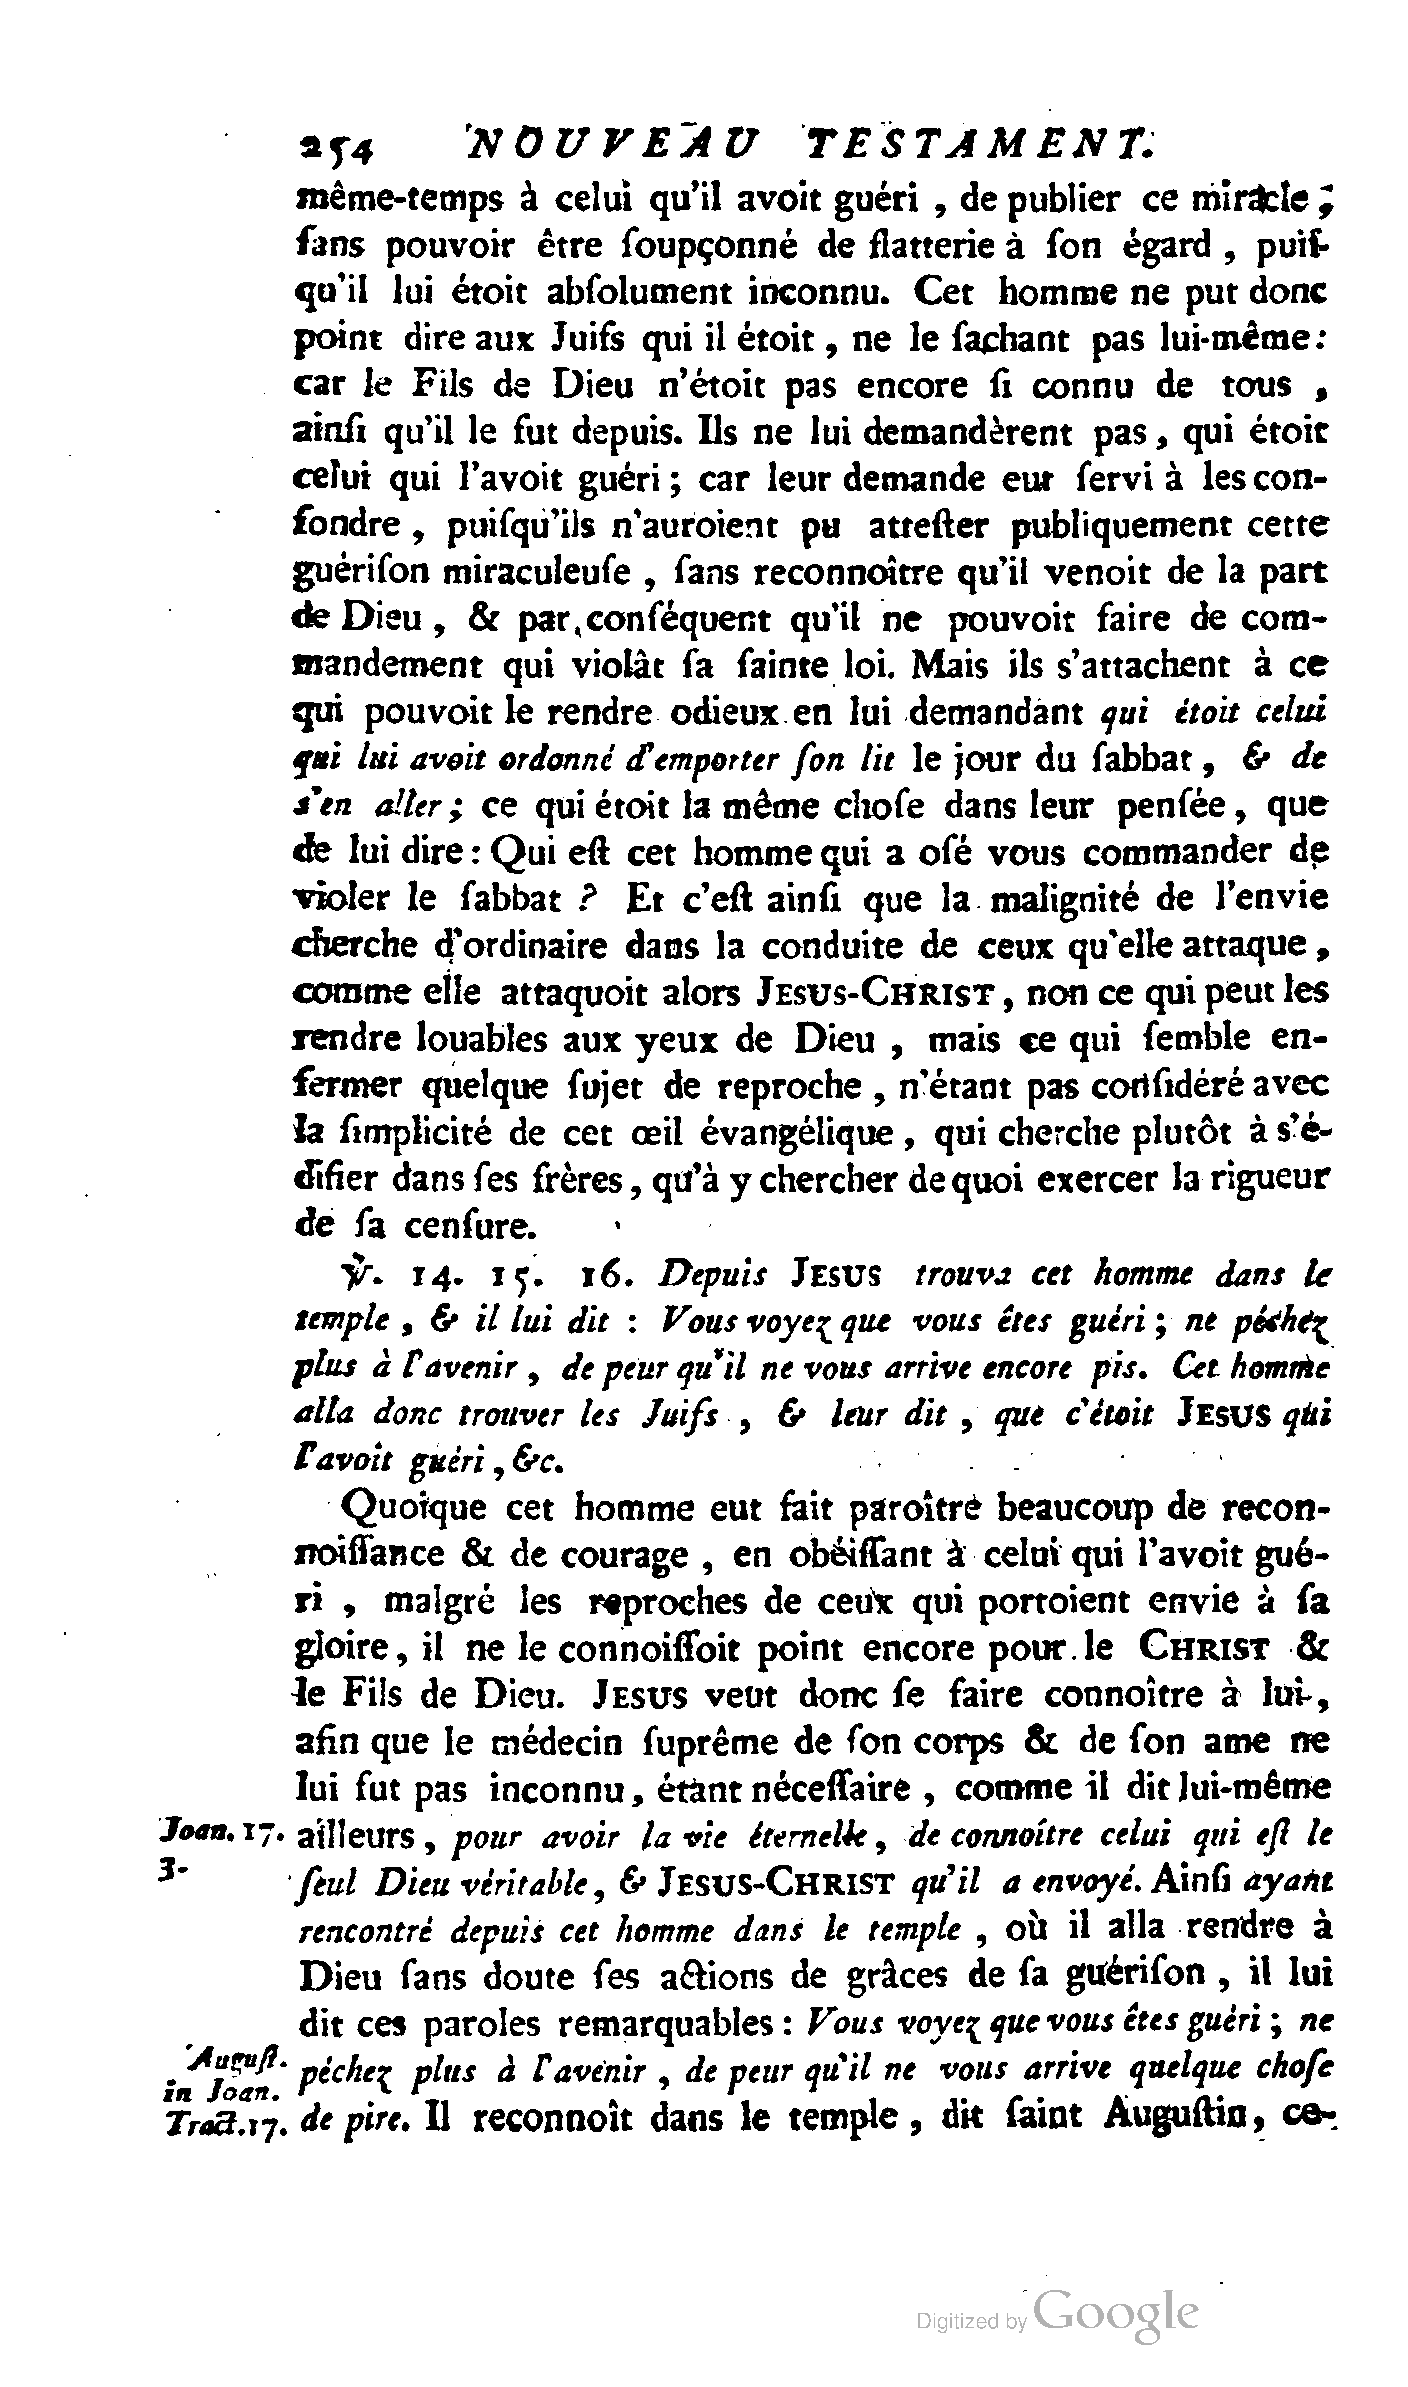 254 NOUVEAU TESTAMENT.
même-temps à celui qu'il avoit guéri , de publier ce miracle ;
ſans pouvoir être ſoupçonné de flatterie à ſon égard , puiſ-
qu'il lui étoit abſolument inconnu. Cet homme ne put donc
point dire aux Juifs qui il étoit , ne le ſachant pas lui-même :
car le Fils de Dieu n'étoit pas encore ſi connu de tous ,
ainſi qu'il le fut depuis. Ils ne lui demandèrent pas , qui étoit
celui qui l'avoit guéri ; car leur demande eut ſervi à les con-
fondre , puiſqu'ils n'auroient pu atteſter publiquement cette
guériſon miraculeuſe , ſans reconnoître qu'il venoit de la part
de Dieu , & par conſéquent qu'il ne pouvoit faire de com-
mandement qui violât ſa ſainte loi. Mais ils s'attachent à ce
qui pouvoit le rendre odieux en lui demandant qui étoit celui
qui lui avoit ordonné d'emporter ſon lit le jour du ſabbat , & de
s'en aller ; ce qui étoit la même choſe dans leur penſée , que
de lui dire : Qui eſt cet homme qui a oſé vous commander de
violer le ſabbat ? Et c'eſt ainſi que la malignité de l'envie
cherche d'ordinaire dans la conduite de ceux qu'elle attaque ,
comme elle attaquoit alors JESUS-CHRIST , non ce qui peut les
rendre louables aux yeux de Dieu , mais ce qui ſemble en-
fermer quelque ſujet de reproche , n'étant pas conſidéré avec
la ſimplicité de cet œil évangélique , qui cherche plutôt à s'é-
difier dans ſes frères , qu'à y chercher de quoi exercer la rigueur
de ſa cenſure.
℣. 14. 15. 16. Depuis JESUS trouva cet homme dans le
temple , & il lui dit : Vous voyez que vous êtes guéri ; ne péchez
plus à l'avenir , de peur qu'il ne vous arrive encore pis. Cet homme
alla donc trouver les Juifs , & leur dit , que c'étoit JESUS qui
l'avoit guéri , &c.
Quoique cet homme eut fait paroître beaucoup de recon-
noiſſance & de courage , en obéiſſant à celui qui l'avoit gué-
ri , malgré les reproches de ceux qui portoient envie à ſa
gloire , il ne le connoiſſoit point encore pour le CHRIST &
le Fils de Dieu. JESUS veut donc ſe faire connoître à lui ,
afin que le médecin ſuprême de ſon corps & de ſon ame ne
lui fut pas inconnu , étant néceſſaire , comme il dit lui-même
Joan. 17. ailleurs , pour avoir la vie éternelle , de connoître celui qui eſt le
3. ſeul Dieu véritable , & JESUS-CHRIST qu'il a envoyé. Ainſi ayant
rencontré depuis cet homme dans le temple , où il alla rendre à
Dieu ſans doute ſes actions de grâces de ſa guériſon , il lui
dit ces paroles remarquables : Vous voyez que vous êtes guéri ; ne
Auguſt. péchez plus à l'avenir , de peur qu'il ne vous arrive quelque choſe
in Joan.
Tract. 17. de pire. Il reconnoît dans le temple , dit ſaint Auguſtin , ce-
Digitized by Google